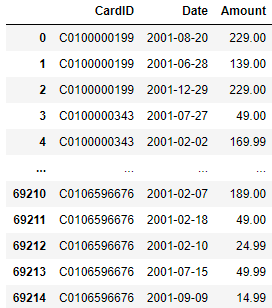 CardID Date Amount
0 C0100000199 2001-08-20 229.00
1 C0100000199 2001-06-28 139.00
2 C0100000199 2001-12-29 229.00
3 C0100000343 2001-07-27 49.00
4 C0100000343 2001-02-02 169.99
... ... ... ...
69210 C0106596676 2001-02-07 189.00
69211 C0106596676 2001-02-18 49.00
69212 C0106596676 2001-02-10 24.99
69213 C0106596676 2001-07-15 49.99
69214 C0106596676 2001-09-09 14.99